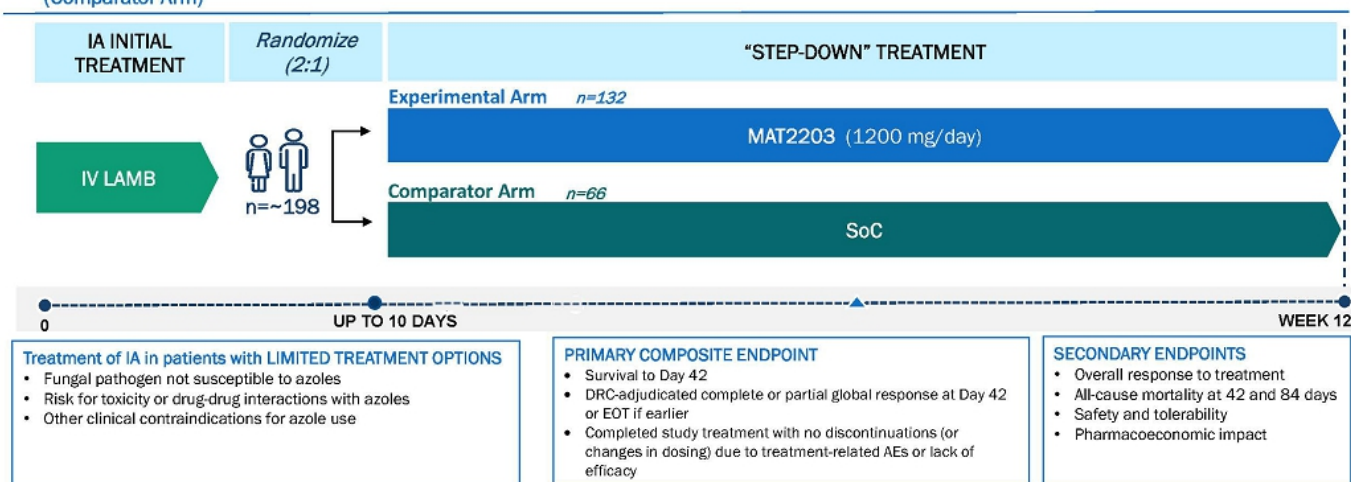 (Comparator Arm)
IA INITIAL
TREATMENT
Randomize
(2:1)
"STEP-DOWN" TREATMENT
Experimental Arm n=132
MAT2203 (1200 mg/day)
IV LAMB
n=~198
Comparator Arm n=66
SoC
0
UP TO 10 DAYS
WEEK 12
Treatment of IA in patients with LIMITED TREATMENT OPTIONS
• Fungal pathogen not susceptible to azoles
• Risk for toxicity or drug-drug interactions with azoles
• Other clinical contraindications for azole use
PRIMARY COMPOSITE ENDPOINT
• Survival to Day 42
• DRC-adjudicated complete or partial global response at Day 42
or EOT if earlier
• Completed study treatment with no discontinuations (or
changes in dosing) due to treatment-related AEs or lack of
efficacy
SECONDARY ENDPOINTS
• Overall response to treatment
• All-cause mortality at 42 and 84 days
• Safety and tolerability
• Pharmacoeconomic impact